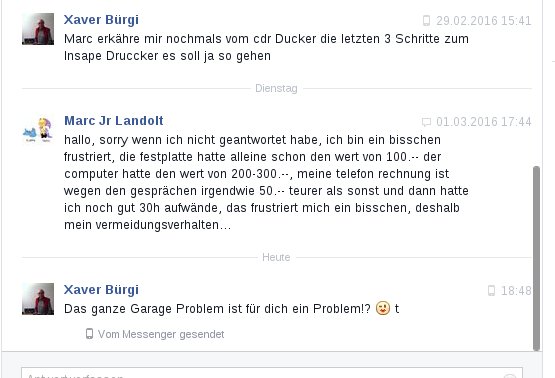 Xaver Bürgi 29.02.2016 15:41
Marc erkähre mir nochmals vom cdr Ducker die letzten 3 Schritte zum
Insape Druccker es soll ja so gehen
Dienstag
Marc Jr Landolt 01.03.2016 17:44
hallo, sorry wenn ich nicht geantwortet habe, ich bin ein bisschen
frustriert, die festplatte hatte alleine schon den wert von 100.-- der
computer hatte den wert von 200-300.--, meine telefon rechnung ist
wegen den gesprächen irgendwie 50.-- teurer als sonst und dann hatte
ich noch gut 30h aufwände, das frustriert mich ein bisschen, deshalb
mein vermeidungsverhalten...
Heute
Xaver Bürgi 18:48
Das ganze Garage Problem ist für dich ein Problem!? 😉 t
Vom Messenger gesendet
Antwort verfassen